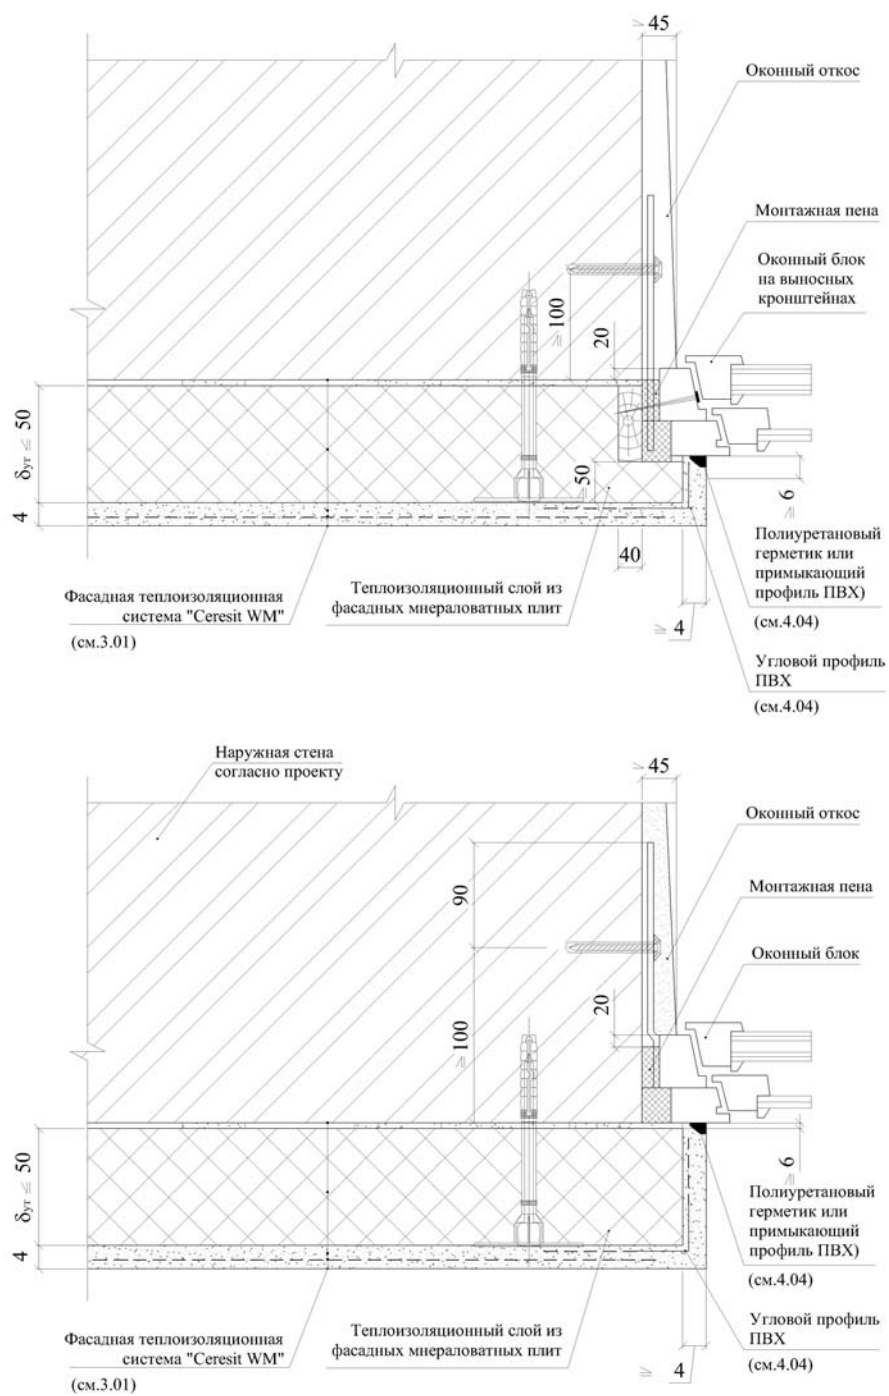 ≥ 45
Оконный откос
Монтажная пена
Оконный блок
на выносных
кронштейнах
≥100
20
δут ≤ 50
4
≥50
40
≥ 6
≥ 4
Полиуретановый
герметик или
примыкающий
профиль ПВХ)
(см.4.04)
Угловой профиль
ПВХ
(см.4.04)
Фасадная теплоизоляционная
система "Ceresit WM"
(см.3.01)
Теплоизоляционный слой из
фасадных мнераловатных плит
Наружная стена
согласно проекту
≥ 45
Оконный откос
Монтажная пена
Оконный блок
90
≥100
20
δут ≤ 50
4
≥ 6
Полиуретановый
герметик или
примыкающий
профиль ПВХ)
(см.4.04)
Угловой профиль
ПВХ
(см.4.04)
Фасадная теплоизоляционная
система "Ceresit WM"
(см.3.01)
Теплоизоляционный слой из
фасадных мнераловатных плит
≥ 4